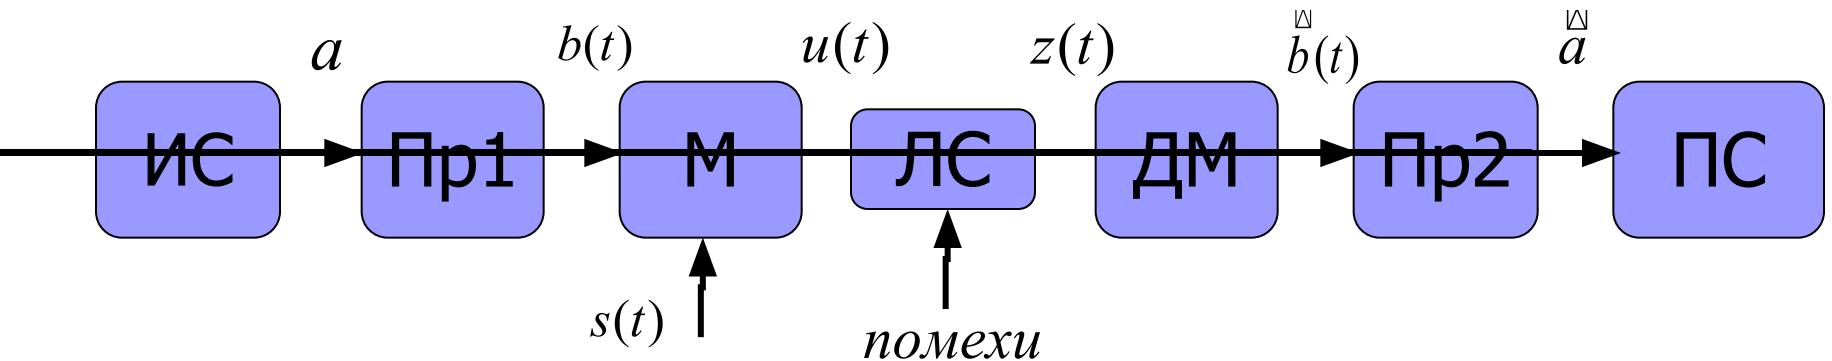 a b(t) u(t) z(t) b(t) a
ИС Пр1 М ЛС ДМ Пр2 ПС
s(t)
помехи